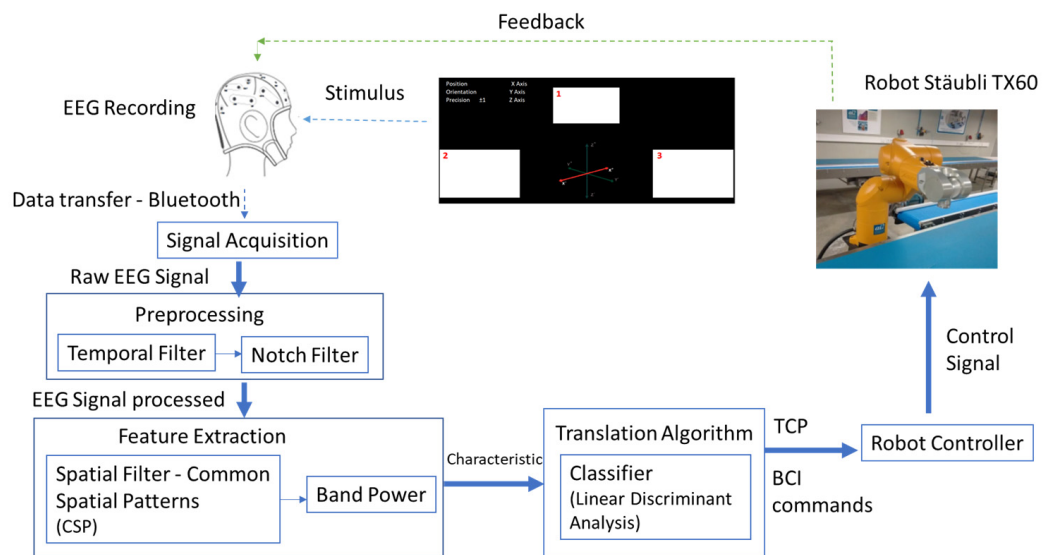 Feedback
Robot Stäubli TX60
EEG Recording
Stimulus
Position X Axis
Orientation Y Axis
Precision ±1 Z Axis
1
2
3
Data transfer - Bluetooth
Signal Acquisition
Raw EEG Signal
Preprocessing
Temporal Filter
Notch Filter
Control
Signal
EEG Signal processed
Feature Extraction
Spatial Filter - Common
Spatial Patterns
(CSP)
Band Power
Characteristic
Translation Algorithm
Classifier
(Linear Discriminant
Analysis)
TCP
BCI
commands
Robot Controller